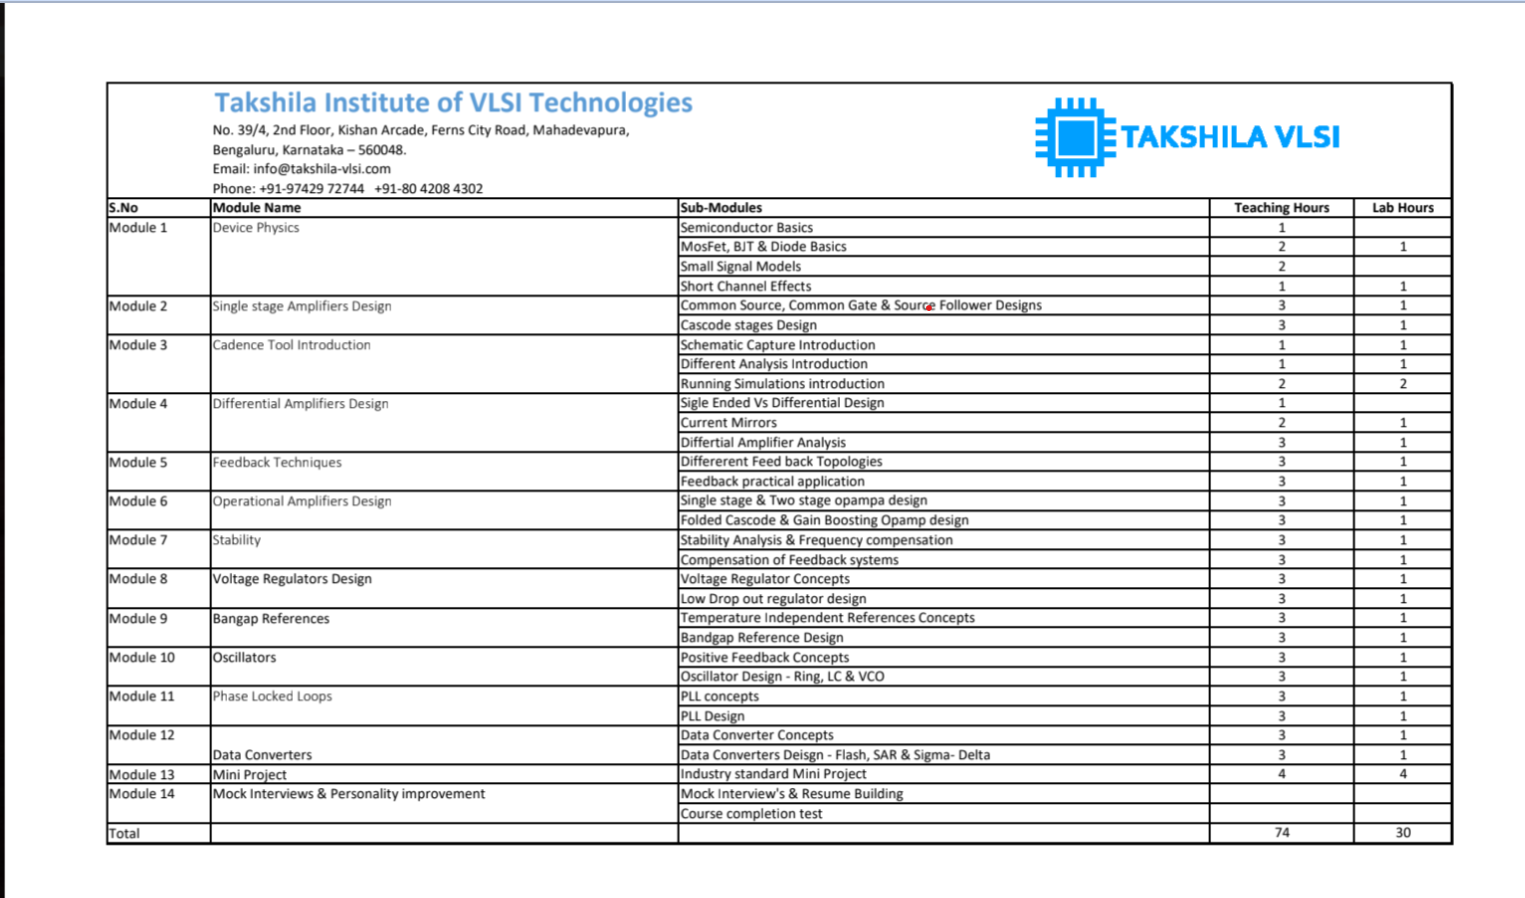 Takshila Institute of VLSI Technologies
No. 39/4, 2nd Floor, Kishan Arcade, Ferns City Road, Mahadevapura,
Bengaluru, Karnataka – 560048.
Email: info@takshila-vlsi.com
Phone: +91-97429 72744 +91-80 4208 4302
TAKSHILA VLSI
S.No Module Name Sub-Modules Teaching Hours Lab Hours
Module 1 Device Physics Semiconductor Basics 1
MosFet, BJT & Diode Basics 2 1
Small Signal Models 2
Short Channel Effects 1 1
Module 2 Single stage Amplifiers Design Common Source, Common Gate & Source Follower Designs 3 1
Cascode stages Design 3 1
Module 3 Cadence Tool Introduction Schematic Capture Introduction 1 1
Different Analysis Introduction 1 1
Running Simulations introduction 2 2
Module 4 Differential Amplifiers Design Sigle Ended Vs Differential Design 1
Current Mirrors 2 1
Differtial Amplifier Analysis 3 1
Module 5 Feedback Techniques Differerent Feed back Topologies 3 1
Feedback practical application 3 1
Module 6 Operational Amplifiers Design Single stage & Two stage opampa design 3 1
Folded Cascode & Gain Boosting Opamp design 3 1
Module 7 Stability Stability Analysis & Frequency compensation 3 1
Compensation of Feedback systems 3 1
Module 8 Voltage Regulators Design Voltage Regulator Concepts 3 1
Low Drop out regulator design 3 1
Module 9 Bangap References Temperature Independent References Concepts 3 1
Bandgap Reference Design 3 1
Module 10 Oscillators Positive Feedback Concepts 3 1
Oscillator Design - Ring, LC & VCO 3 1
Module 11 Phase Locked Loops PLL concepts 3 1
PLL Design 3 1
Module 12 Data Converter Concepts 3 1
Data Converters Data Converters Deisgn - Flash, SAR & Sigma- Delta 3 1
Module 13 Mini Project Industry standard Mini Project 4 4
Module 14 Mock Interviews & Personality improvement Mock Interview's & Resume Building
Course completion test
Total 74 30